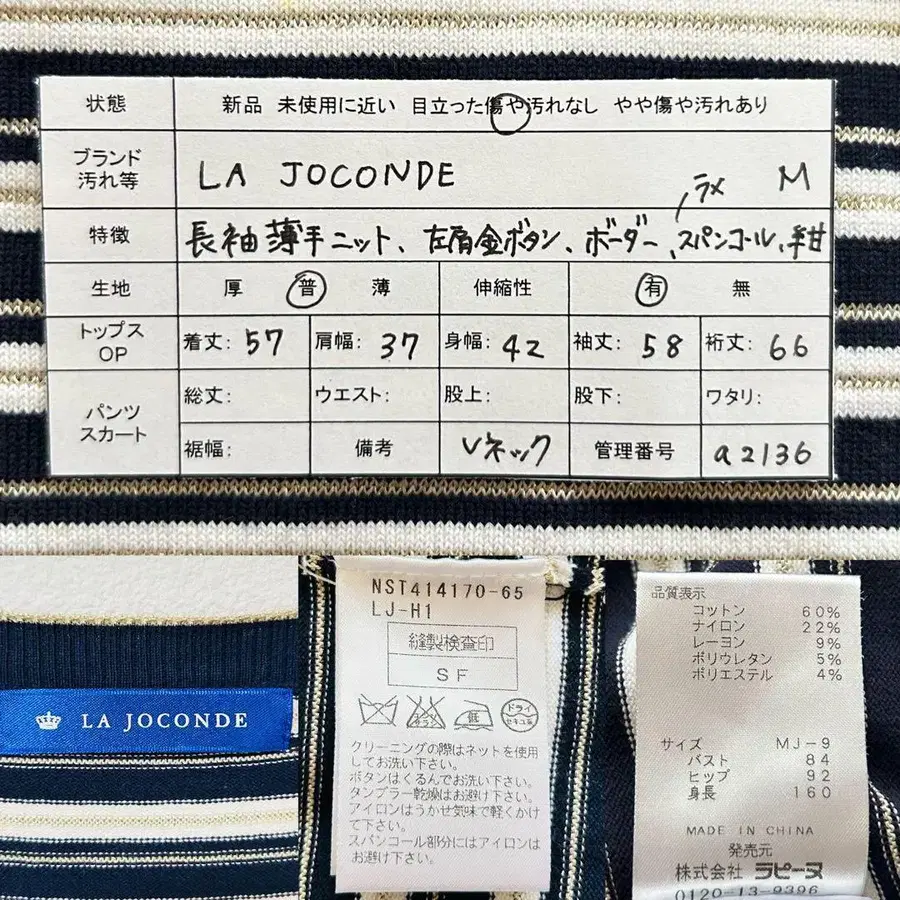 状態 新品 未使用に近い 目立った傷や汚れなし やや傷や汚れあり
ブランド
汚れ等
LA JOCONDE M
、ラメ
特徴 長袖薄手ニット、左肩金ボタン、ボーダー、スパンコール、紺
生地 厚 普 薄 伸縮性 有 無
トップス
OP
着丈: 57 肩幅: 37 身幅: 42 袖丈: 58 裄丈: 66
パンツ
スカート
総丈: ウエスト: 股上: 股下: ワタリ:
裾幅: 備考 Vネック 管理番号 a2136
LA JOCONDE
NST414170-65
LJ-H1
縫製検査印
SF
低
ドライ
セキユ系
クリーニングの際はネットを使用
してお洗い下さい。
ボタンはくるんでお洗い下さい。
タンブラー乾燥はお避け下さい。
アイロンはうかせ気味で軽くかけ
て下さい。
スパンコール部分にはアイロンは
お避け下さい。
品質表示
コットン 60%
ナイロン 22%
レーヨン 9%
ポリウレタン 5%
ポリエステル 4%
サイズ MJ-9
バスト 84
ヒップ 92
身長 160
MADE IN CHINA
発売元
株式会社 ラピーヌ
0120-13-9396